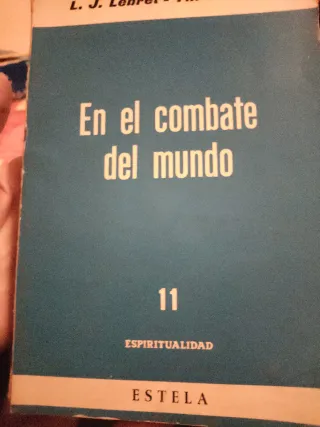 L. J. Lebret -
En el combate
del mundo
11
ESPIRITUALIDAD
ESTELA